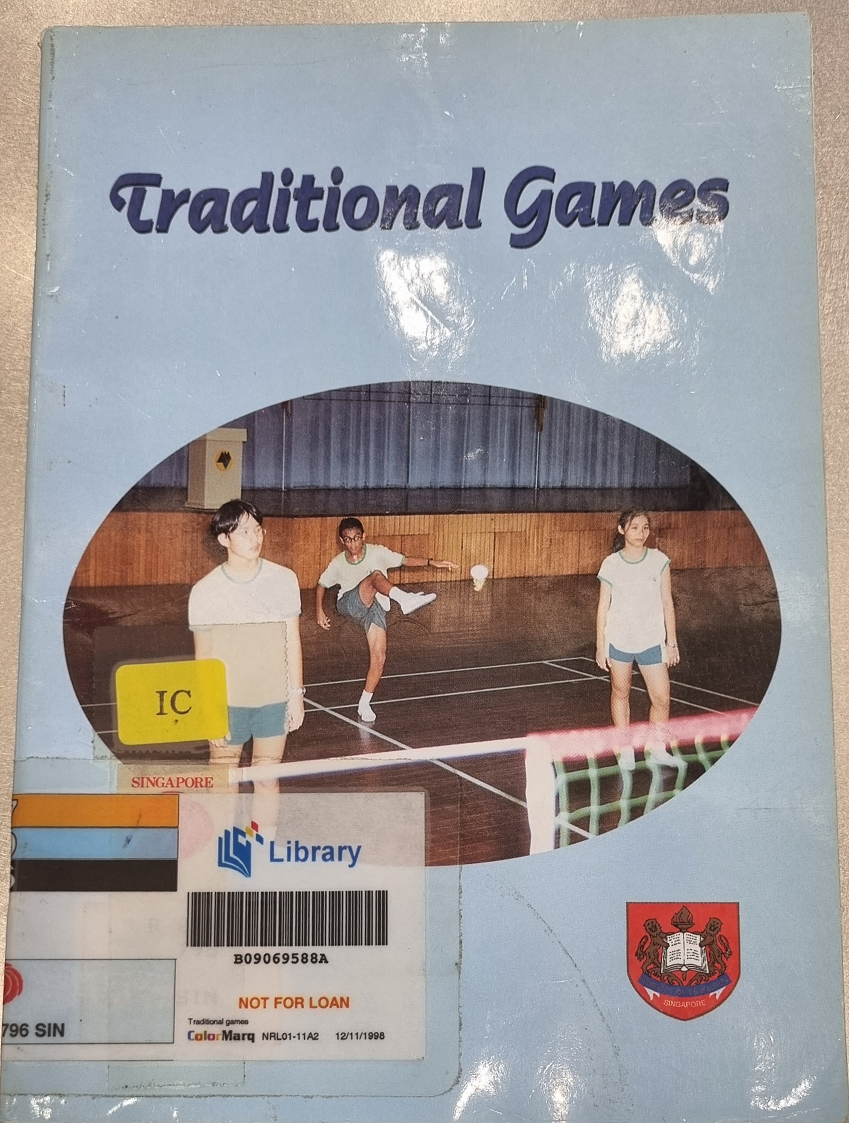 Traditional Games
IC
SINGAPORE
Library
B09069588A
NOT FOR LOAN
Traditional games
ColorMarq NRL01-11A2 12/11/1998
796 SIN
SINGAPORE